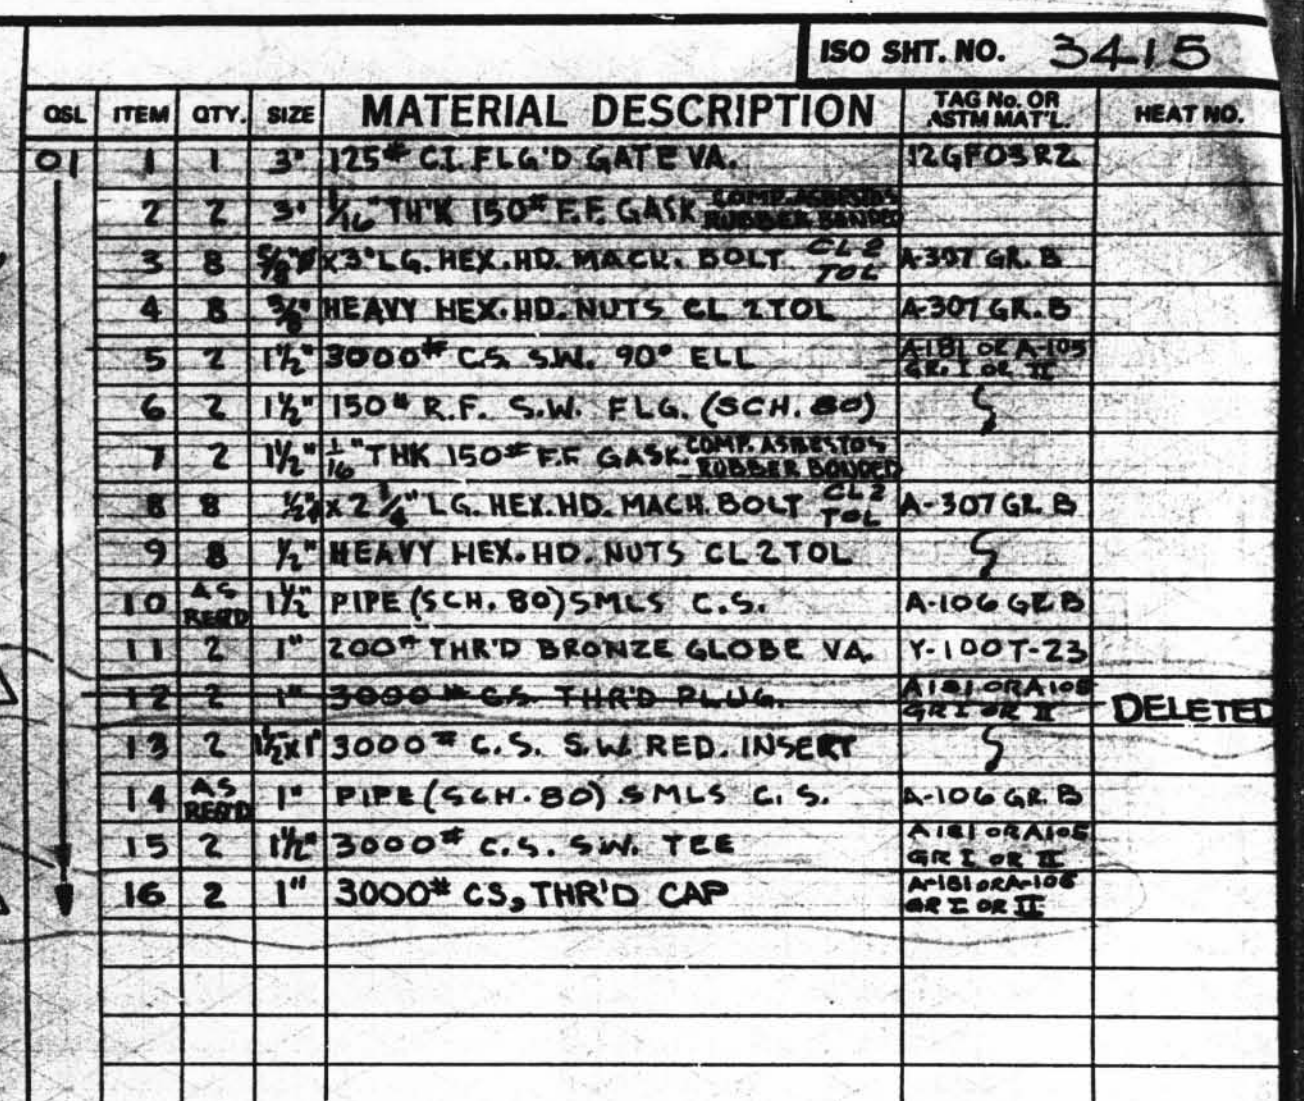 ISO SHT. NO. 3415
QSL ITEM QTY. SIZE MATERIAL DESCRIPTION TAG No. OR ASTM MAT'L. HEAT NO.
01 1 1 3" 125# C.I. FLG'D GATE VA. 12GF03R2
2 2 3" 1/16" TH'K 150# F.F. GASK COMP. ASBESTOS RUBBER BANDED
3 8 5/8"ø x 3" LG. HEX. HD. MACH. BOLT CL 2 TOL A-307 GR. B
4 8 5/8" HEAVY HEX. HD. NUTS CL 2 TOL A-307 GR. B
5 2 1½" 3000# C.S. S.W. 90° ELL A-181 OR A-105 GR. I OR II
6 2 1½" 150# R.F. S.W. FLG. (SCH. 80)
7 2 1½" 1/16" THK 150# F.F. GASK. COMP. ASBESTOS RUBBER BONDED
8 8 ½"ø x 2¼" LG. HEX. HD. MACH. BOLT CL 2 TOL A-307 GR. B
9 8 ½" HEAVY HEX. HD. NUTS CL 2 TOL
10 AS REQ'D 1½" PIPE (SCH. 80) SMLS C.S. A-106 GR B
11 2 1" 200# THR'D BRONZE GLOBE VA. Y-100T-23
12 2 1" 3000# C.S. THR'D PLUG. A181 OR A105 GR I OR II DELETED
13 2 1½ x 1" 3000# C.S. S.W. RED. INSERT
14 AS REQ'D 1" PIPE (SCH. 80) SMLS C.S. A-106 GR. B
15 2 1½" 3000# C.S. S.W. TEE A181 OR A105 GR I OR II
16 2 1" 3000# CS, THR'D CAP A-181 OR A-105 GR I OR II